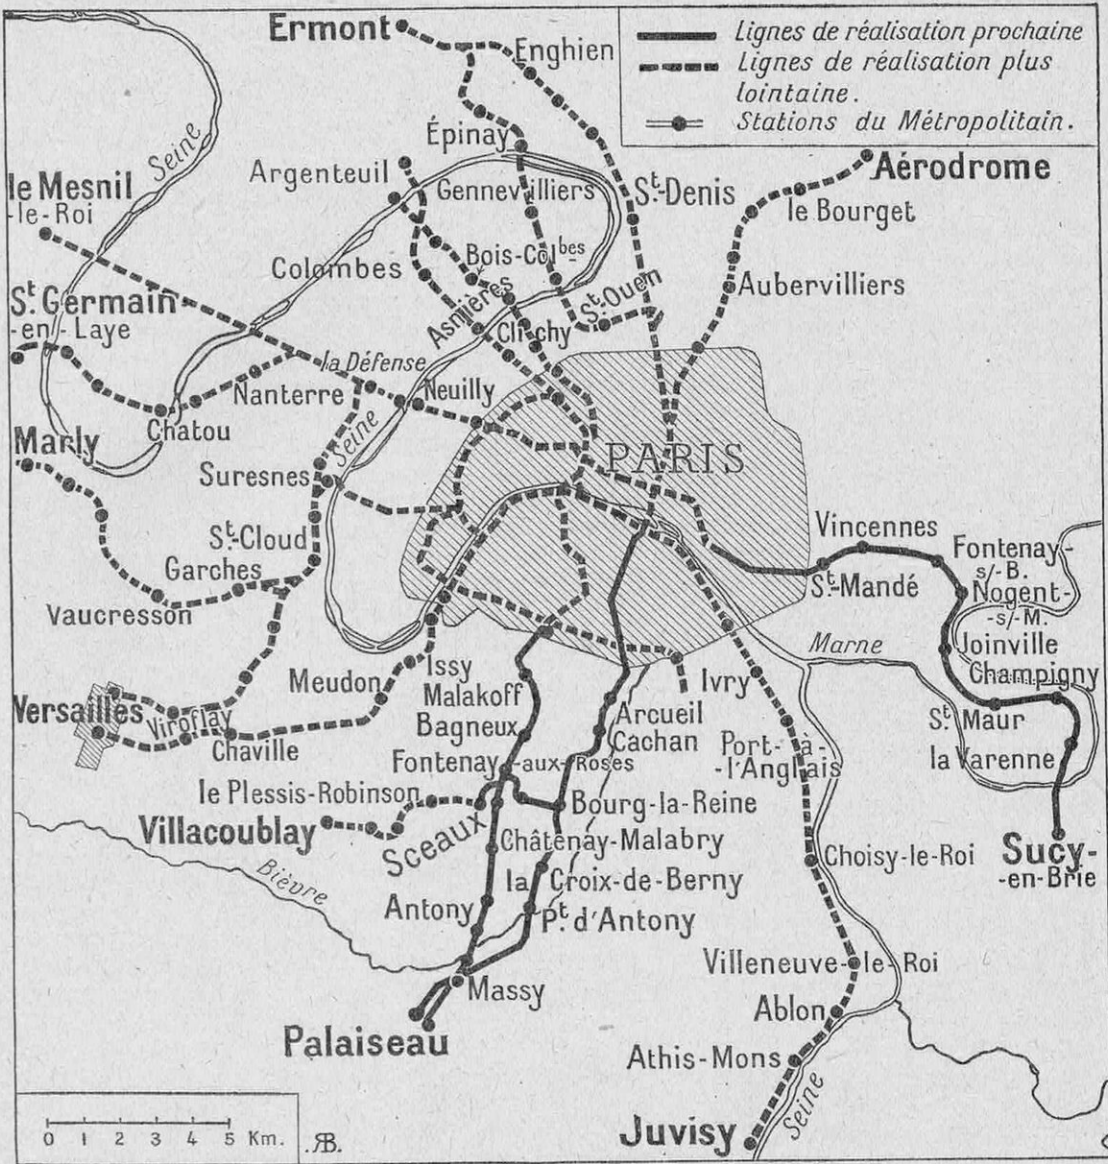 Ermont
Enghien
Lignes de réalisation prochaine
Lignes de réalisation plus
lointaine.
Stations du Métropolitain.
Seine
Épinay
Argenteuil
Gennevilliers
St-Denis
Aérodrome
le Bourget
le Mesnil
-le-Roi
Seine
Colombes
Bois-Colbes
St Ouen
Aubervilliers
St Germain
-en-Laye
Asnières
Clichy
la Défense
Neuilly
Nanterre
Chatou
Marly
Seine
PARIS
Suresnes
St-Cloud
Garches
Vaucresson
Vincennes
St-Mandé
Fontenay-
s/-B.
Nogent-
-s/-M.
Marne
Joinville
Champigny
St Maur
la Varenne
Issy
Meudon
Malakoff
Bagneux
Ivry
Versailles
Viroflay
Chaville
Arcueil
Cachan
Port-à-
-l'Anglais
Fontenay-aux-Roses
le Plessis-Robinson
Bourg-la-Reine
Villacoublay
Sceaux
Châtenay-Malabry
Choisy-le-Roi
Sucy-
-en-Brie
Bièvre
la Croix-de-Berny
Antony
Pt. d'Antony
Villeneuve-le-Roi
Massy
Ablon
Palaiseau
Athis-Mons
Seine
Juvisy
0 1 2 3 4 5 Km.
.RB.